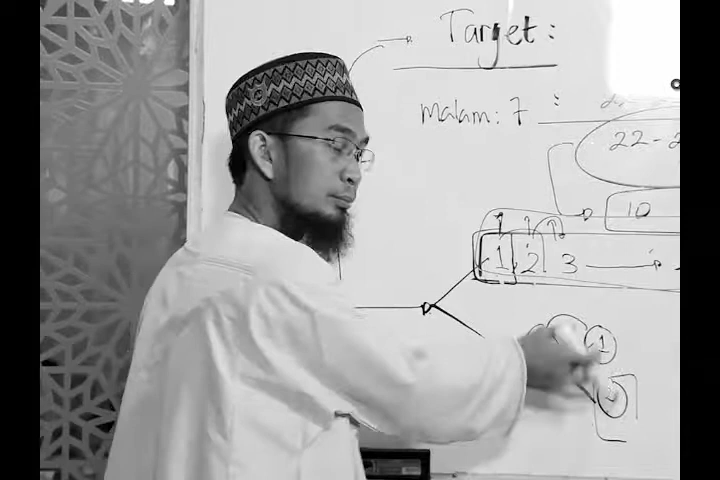 Target :
malam : 7 :
22 - 2
10
1 2 3
1